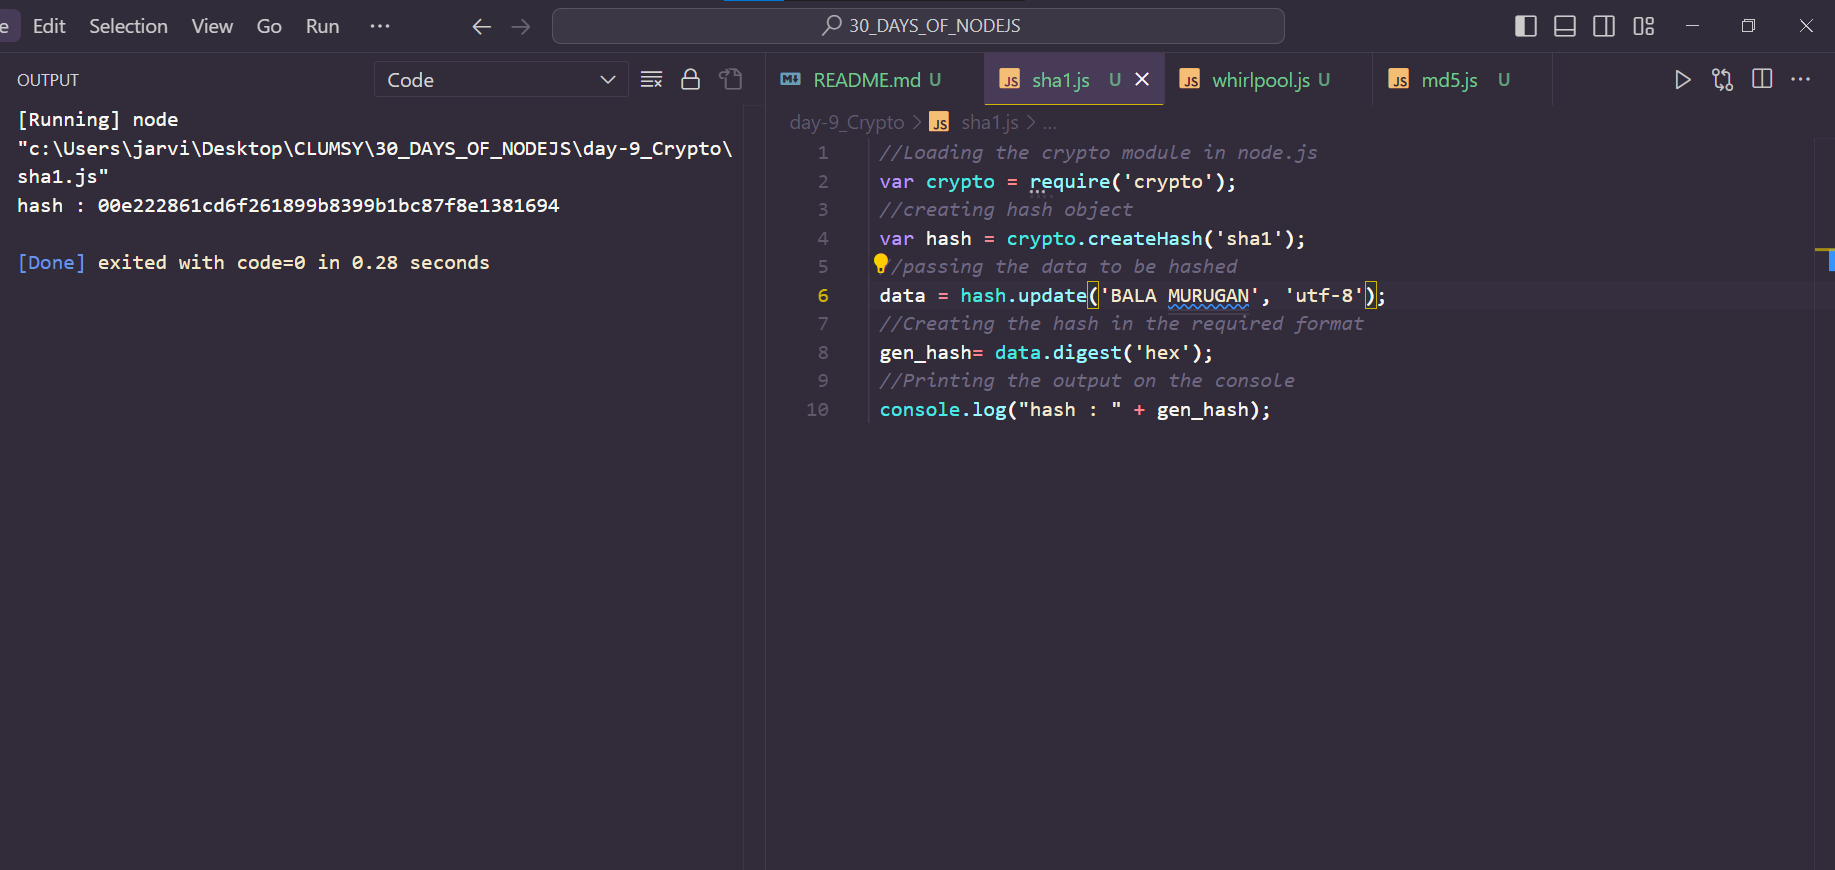 e Edit Selection View Go Run ··· 30_DAYS_OF_NODEJS
OUTPUT Code
[Running] node
"c:\Users\jarvi\Desktop\CLUMSY\30_DAYS_OF_NODEJS\day-9_Crypto\
sha1.js"
hash : 00e222861cd6f261899b8399b1bc87f8e1381694
[Done] exited with code=0 in 0.28 seconds
README.md U JS sha1.js U JS whirlpool.js U JS md5.js U
day-9_Crypto > JS sha1.js > ...
1 //Loading the crypto module in node.js
2 var crypto = require('crypto');
3 //creating hash object
4 var hash = crypto.createHash('sha1');
5 /passing the data to be hashed
6 data = hash.update('BALA MURUGAN', 'utf-8');
7 //Creating the hash in the required format
8 gen_hash= data.digest('hex');
9 //Printing the output on the console
10 console.log("hash : " + gen_hash);